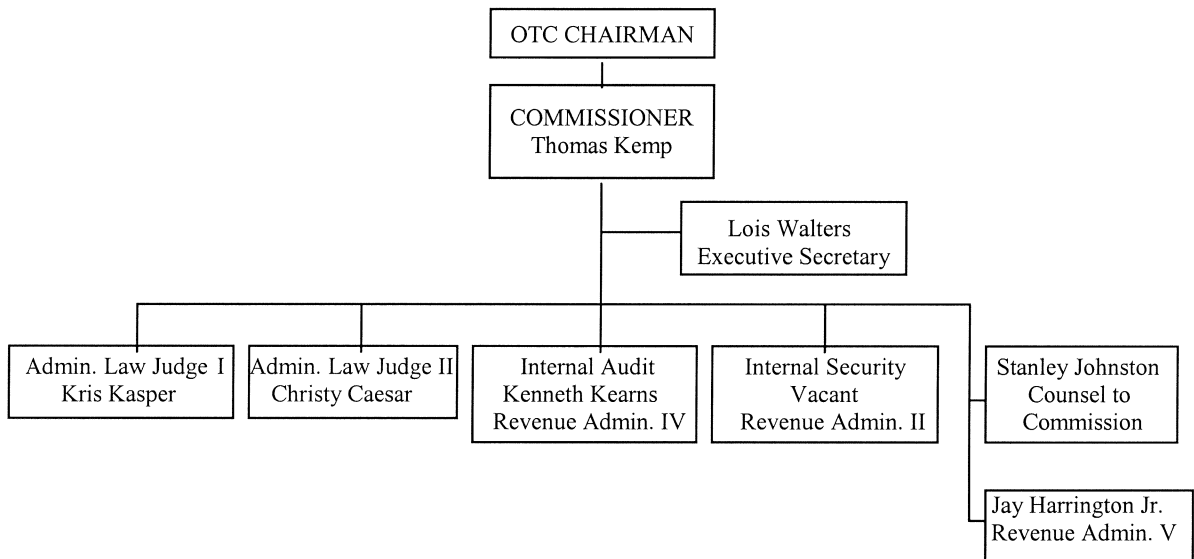 OTC CHAIRMAN
COMMISSIONER
Thomas Kemp
Lois Walters
Executive Secretary
Admin. Law Judge I
Kris Kasper
Admin. Law Judge II
Christy Caesar
Internal Audit
Kenneth Kearns
Revenue Admin. IV
Internal Security
Vacant
Revenue Admin. II
Stanley Johnston
Counsel to
Commission
Jay Harrington Jr.
Revenue Admin. V